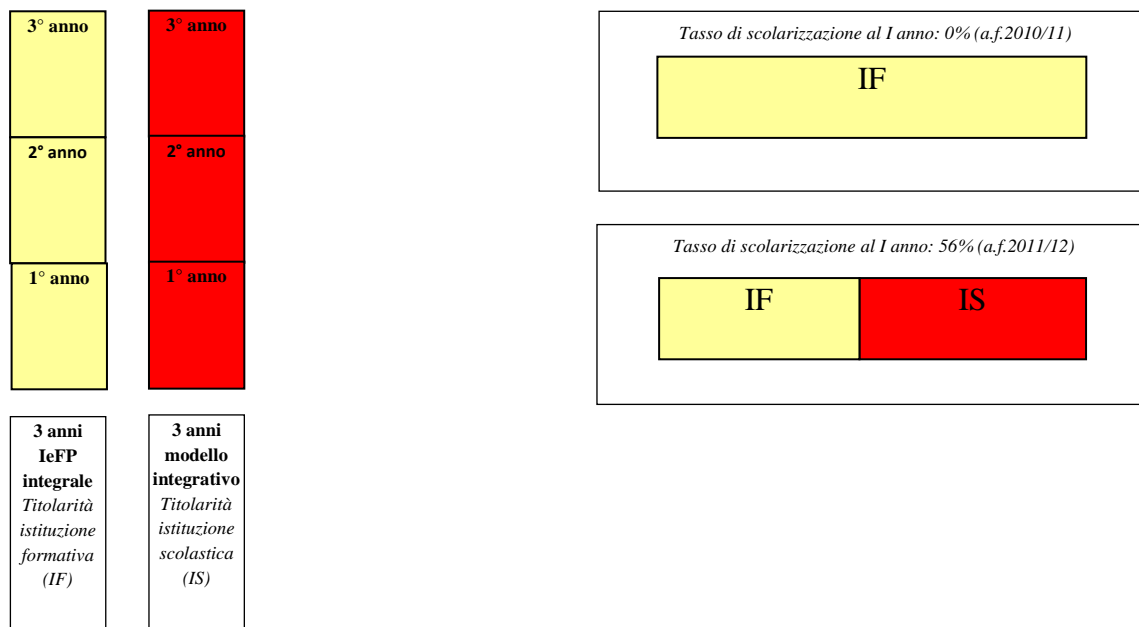 3° anno
2° anno
1° anno
3 anni
IeFP
integrale
Titolarità
istituzione
formativa
(IF)
3° anno
2° anno
1° anno
3 anni
modello
integrativo
Titolarità
istituzione
scolastica
(IS)
Tasso di scolarizzazione al I anno: 0% (a.f.2010/11)
IF
Tasso di scolarizzazione al I anno: 56% (a.f.2011/12)
IF
IS